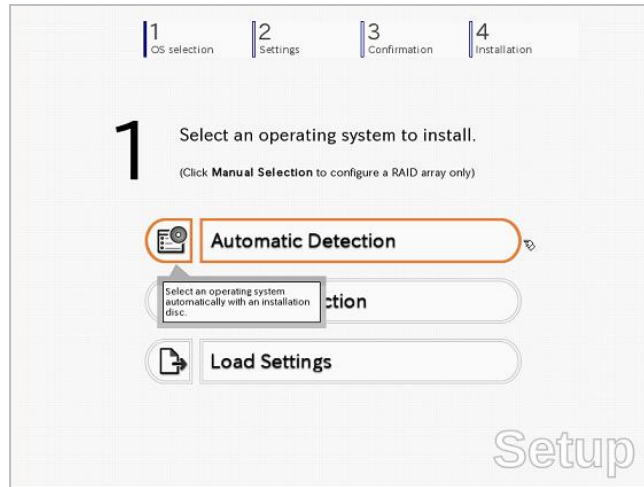 1
OS selection
2
Settings
3
Confirmation
4
Installation
1
Select an operating system to install.
(Click Manual Selection to configure a RAID array only)
Automatic Detection
Select an operating system
automatically with an installation
disc.
ction
Load Settings
Setup